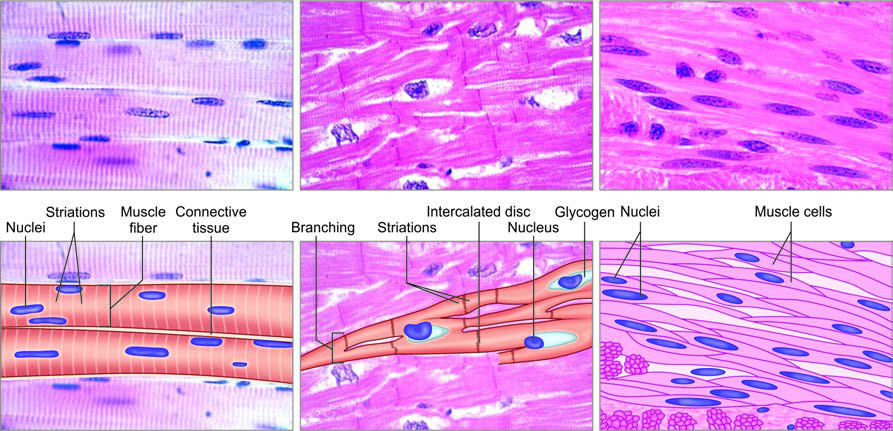 Nuclei
Striations
Muscle
fiber
Connective
tissue
Branching
Striations
Intercalated disc
Nucleus
Glycogen
Nuclei
Muscle cells